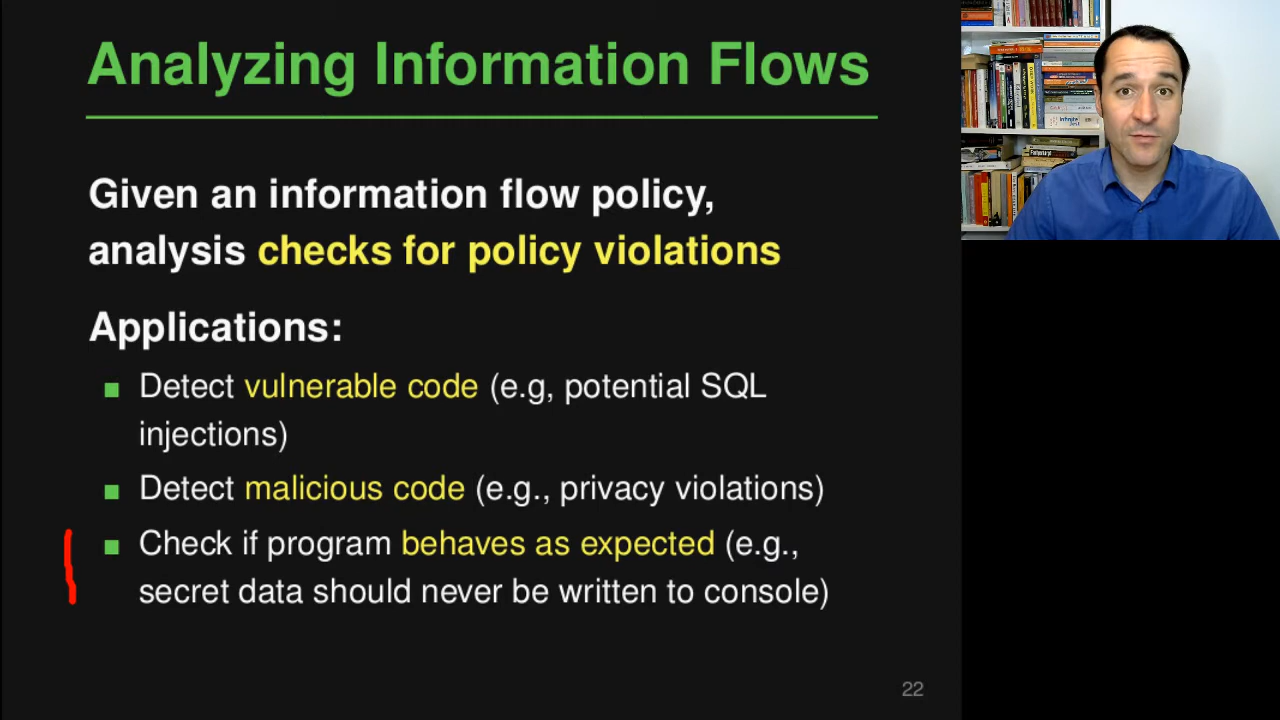 Analyzing Information Flows
Given an information flow policy,
analysis checks for policy violations
Applications:
Detect vulnerable code (e.g, potential SQL
injections)
Detect malicious code (e.g., privacy violations)
Check if program behaves as expected (e.g.,
secret data should never be written to console)
22
Infinite
Jest